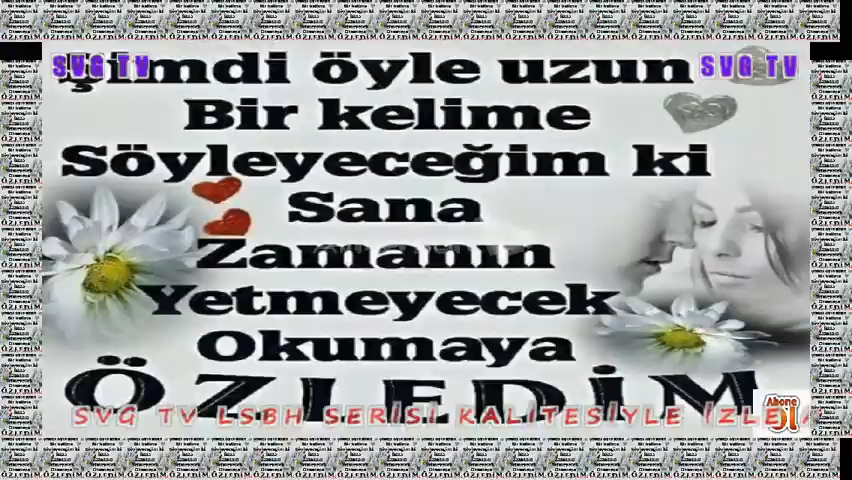 SVG TV
SVG TV
Şimdi öyle uzun
Bir kelime
Söyleyeceğim ki
Sana
Zamanın
Yetmeyecek
Okumaya
ÖZLEDİM
SVG TV LSBH SERİSİ KALİTESİYLE İZLE
Abone
Ol